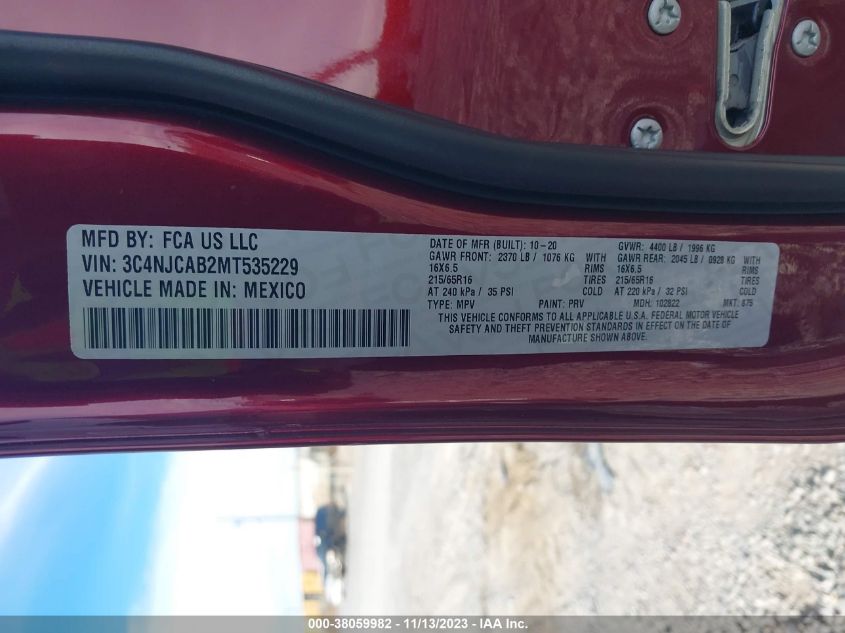 MFD BY: FCA US LLC
VIN: 3C4NJCAB2MT535229
VEHICLE MADE IN: MEXICO
DATE OF MFR (BUILT): 10-20 GVWR: 4400 LB / 1996 KG
GAWR FRONT: 2370 LB / 1076 KG WITH GAWR REAR: 2045 LB / 0928 KG WITH
16X6.5 RIMS 16X6.5 RIMS
215/65R16 TIRES 215/65R16 TIRES
AT 240 kPa / 35 PSI COLD AT 220 kPa / 32 PSI COLD
TYPE: MPV PAINT: PRV MDH: 102822 MKT: 875
THIS VEHICLE CONFORMS TO ALL APPLICABLE U.S.A. FEDERAL MOTOR VEHICLE
SAFETY AND THEFT PREVENTION STANDARDS IN EFFECT ON THE DATE OF
MANUFACTURE SHOWN ABOVE.
000-38059982 - 11/13/2023 - IAA Inc.